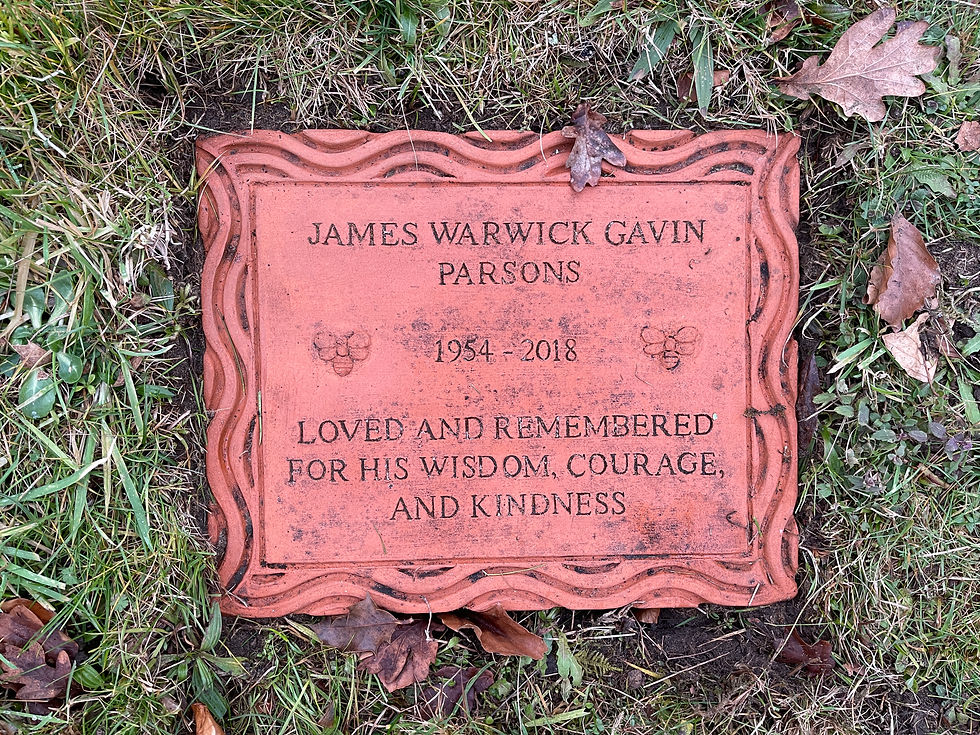 JAMES WARWICK GAVIN
PARSONS
1954 - 2018
LOVED AND REMEMBERED
FOR HIS WISDOM, COURAGE,
AND KINDNESS